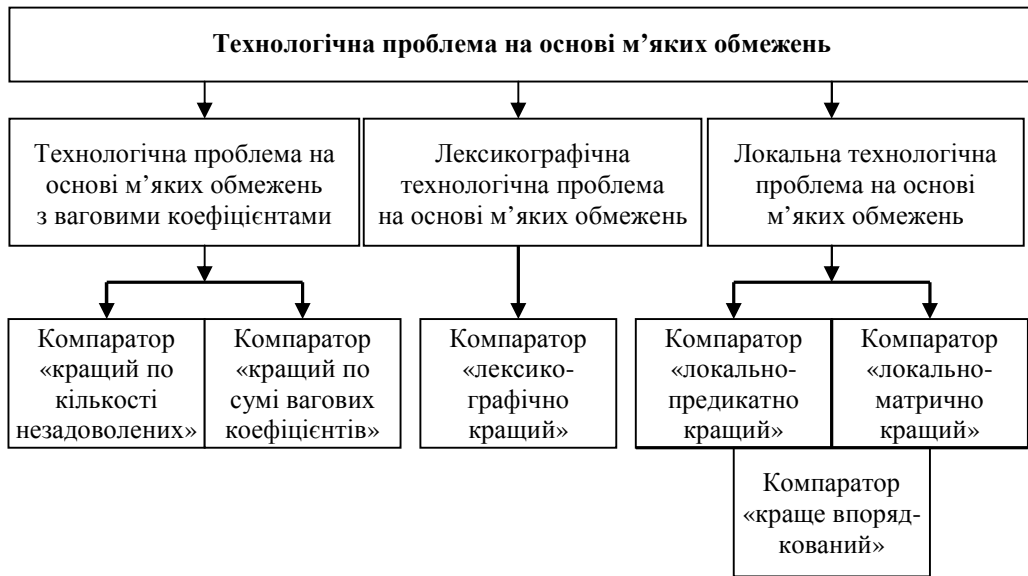 Технологічна проблема на основі м’яких обмежень
Технологічна проблема на
основі м’яких обмежень
з ваговими коефіцієнтами
Лексикографічна
технологічна проблема
на основі м’яких обмежень
Локальна технологічна
проблема на основі
м’яких обмежень
Компаратор
«кращий по
кількості
незадоволених»
Компаратор
«кращий по
сумі вагових
коефіцієнтів»
Компаратор
«лексико-
графічно
кращий»
Компаратор
«локально-
предикатно
кращий»
Компаратор
«локально-
матрично
кращий»
Компаратор
«краще впоряд-
кований»